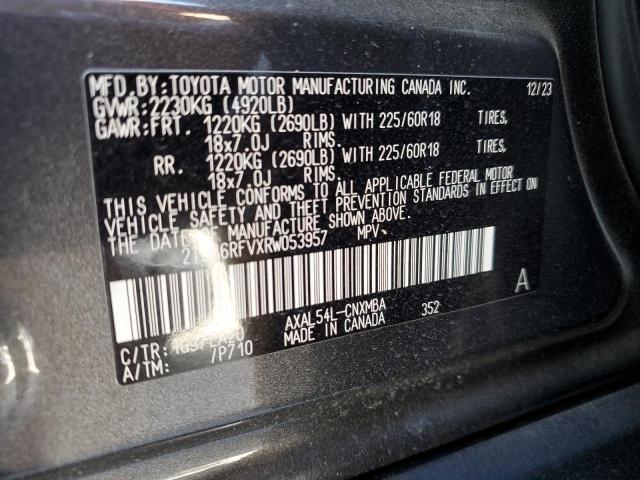 MFD.BY:TOYOTA MOTOR MANUFACTURING CANADA INC. 12/23
GVWR:2230KG (4920LB)
GAWR:FRT. 1220KG (2690LB) WITH 225/60R18 TIRES,
18x7.0J RIMS.
RR. 1220KG (2690LB) WITH 225/60R18 TIRES,
18x7.0J RIMS.
THIS VEHICLE CONFORMS TO ALL APPLICABLE FEDERAL MOTOR
VEHICLE SAFETY AND THEFT PREVENTION STANDARDS IN EFFECT ON
THE DATE OF MANUFACTURE SHOWN ABOVE.
MPV
A
C/TR: AXAL54L-CNXMBA 352
A/TM: /P710 MADE IN CANADA